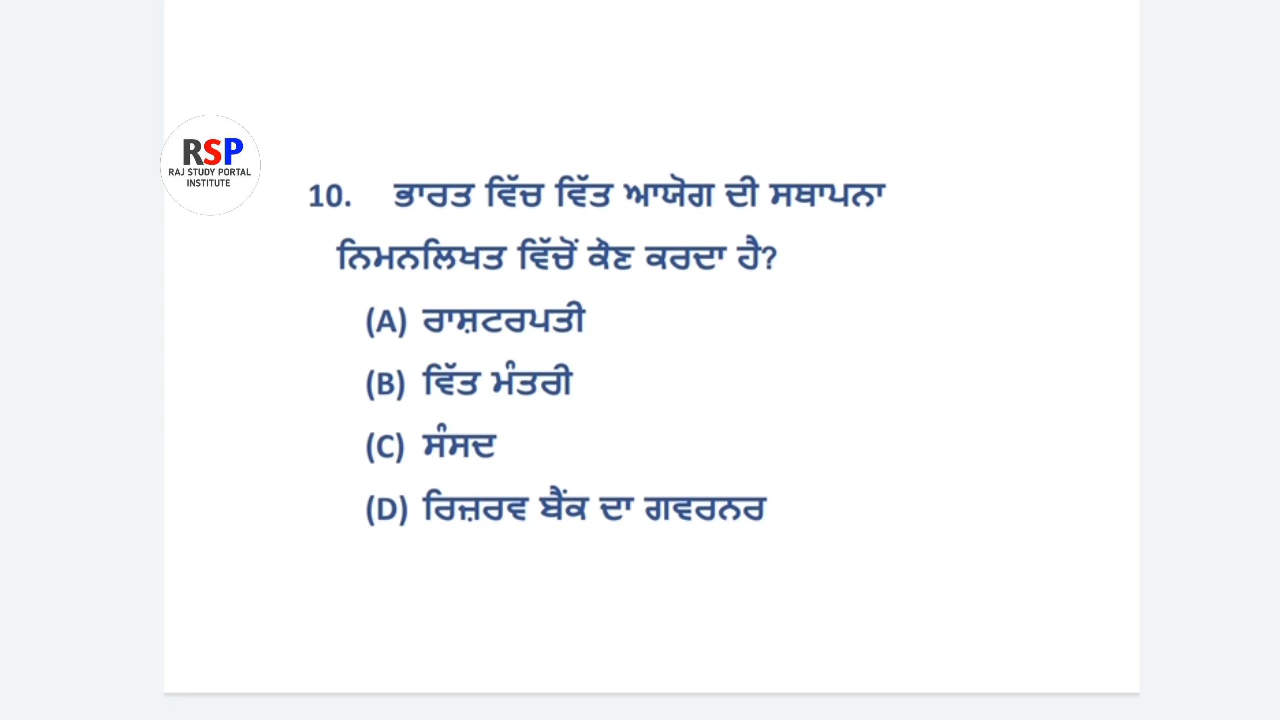 RSP
RAJ STUDY PORTAL
INSTITUTE
10. ਭਾਰਤ ਵਿੱਚ ਵਿੱਤ ਆਯੋਗ ਦੀ ਸਥਾਪਨਾ
ਨਿਮਨਲਿਖਤ ਵਿੱਚੋਂ ਕੌਣ ਕਰਦਾ ਹੈ?
(A) ਰਾਸ਼ਟਰਪਤੀ
(B) ਵਿੱਤ ਮੰਤਰੀ
(C) ਸੰਸਦ
(D) ਰਿਜ਼ਰਵ ਬੈਂਕ ਦਾ ਗਵਰਨਰ